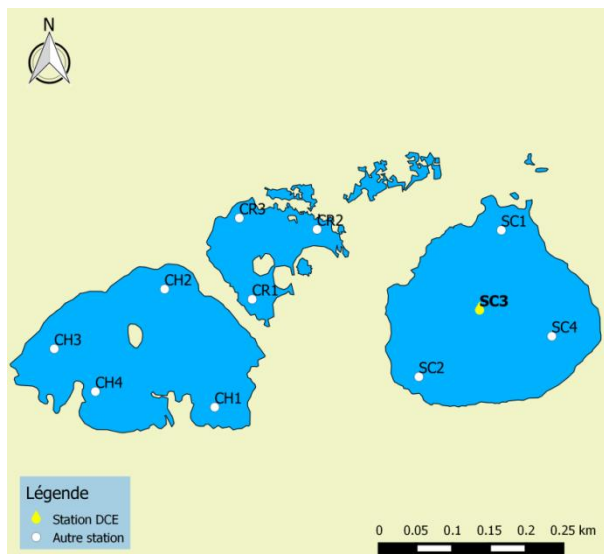 N
CR3
CR2
SC1
CH2
CR1
SC3
CH3
SC4
CH4
SC2
CH1
Légende
Station DCE
Autre station
0 0.05 0.1 0.15 0.2 0.25 km